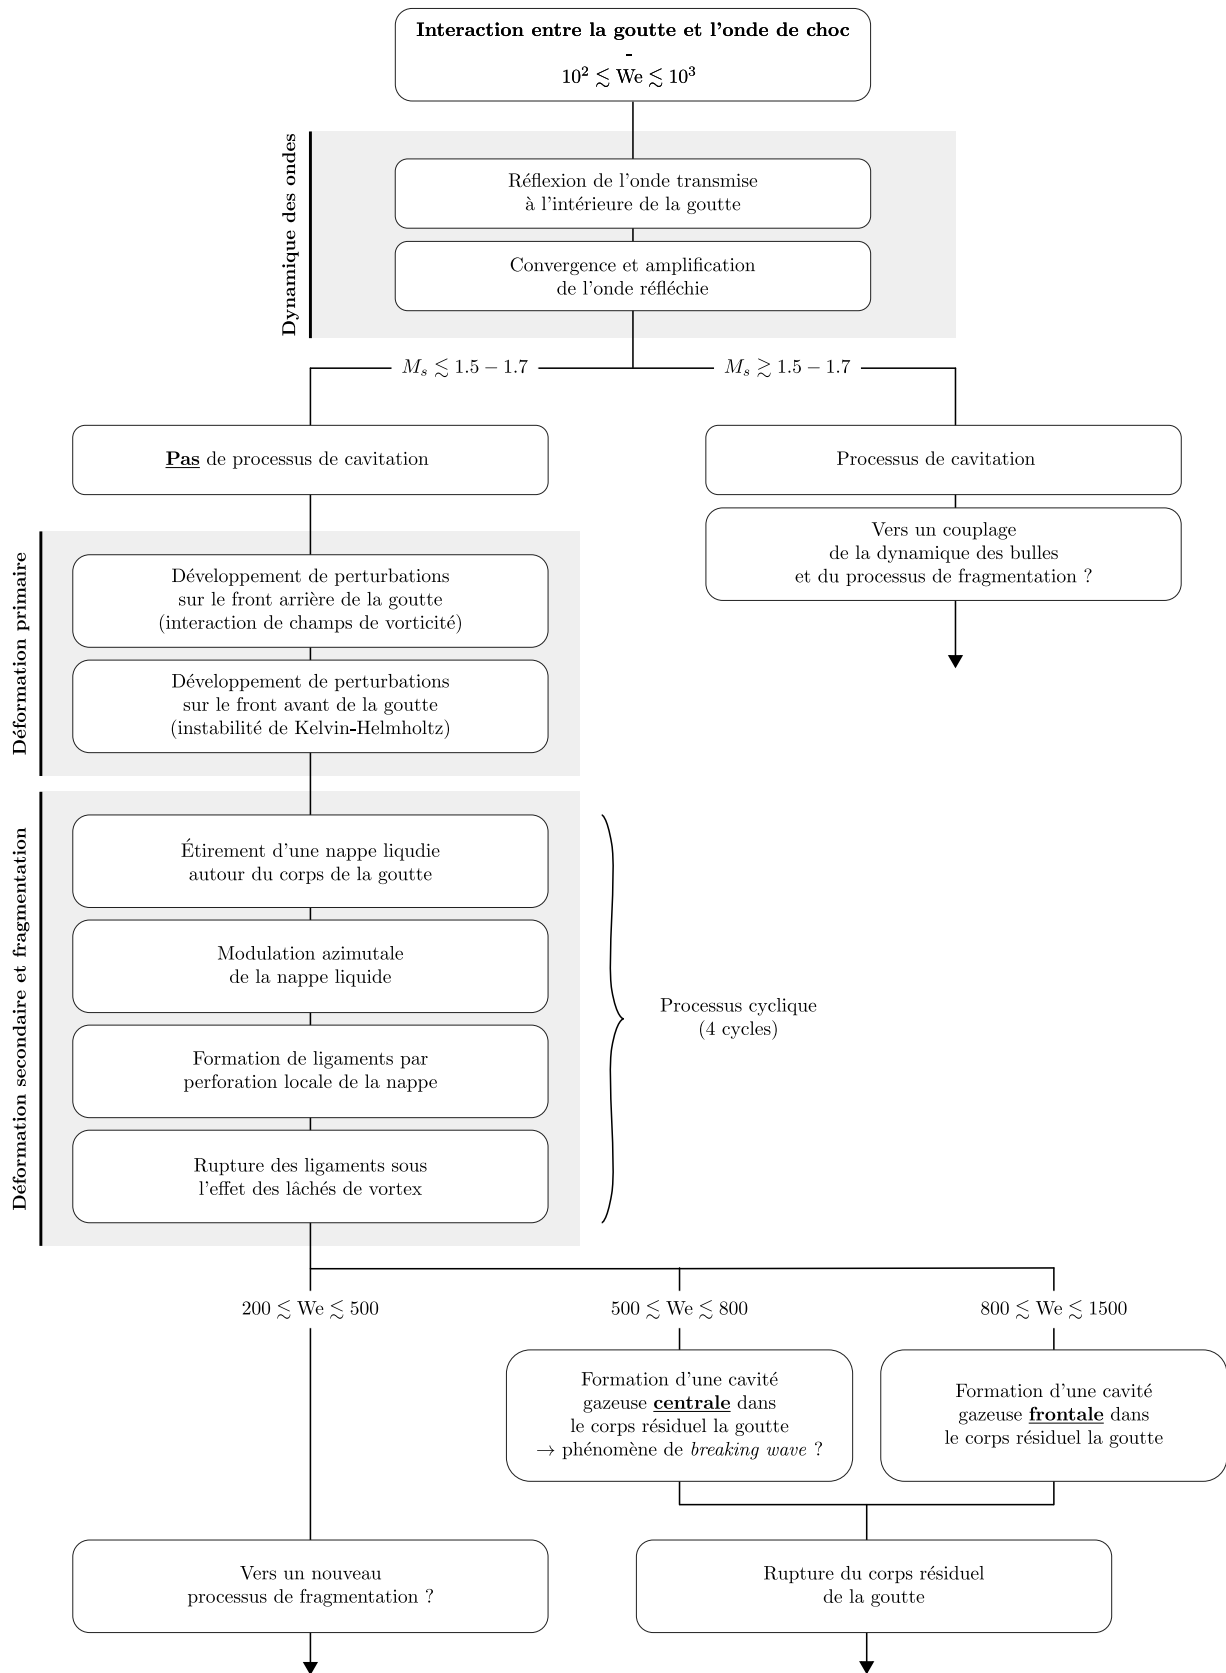 Interaction entre la goutte et l'onde de choc
-
10² ≲ We ≲ 10³
Dynamique des ondes
Réflexion de l'onde transmise
à l'intérieure de la goutte
Convergence et amplification
de l'onde réfléchie
M_s ≲ 1.5 − 1.7
M_s ≳ 1.5 − 1.7
Pas de processus de cavitation
Processus de cavitation
Vers un couplage
de la dynamique des bulles
et du processus de fragmentation ?
Déformation primaire
Développement de perturbations
sur le front arrière de la goutte
(interaction de champs de vorticité)
Développement de perturbations
sur le front avant de la goutte
(instabilité de Kelvin-Helmholtz)
Déformation secondaire et fragmentation
Étirement d'une nappe liqudie
autour du corps de la goutte
Modulation azimutale
de la nappe liquide
Formation de ligaments par
perforation locale de la nappe
Rupture des ligaments sous
l'effet des lâchés de vortex
Processus cyclique
(4 cycles)
200 ≲ We ≲ 500
500 ≲ We ≲ 800
800 ≲ We ≲ 1500
Formation d'une cavité
gazeuse centrale dans
le corps résiduel la goutte
→ phénomène de breaking wave ?
Formation d'une cavité
gazeuse frontale dans
le corps résiduel la goutte
Vers un nouveau
processus de fragmentation ?
Rupture du corps résiduel
de la goutte